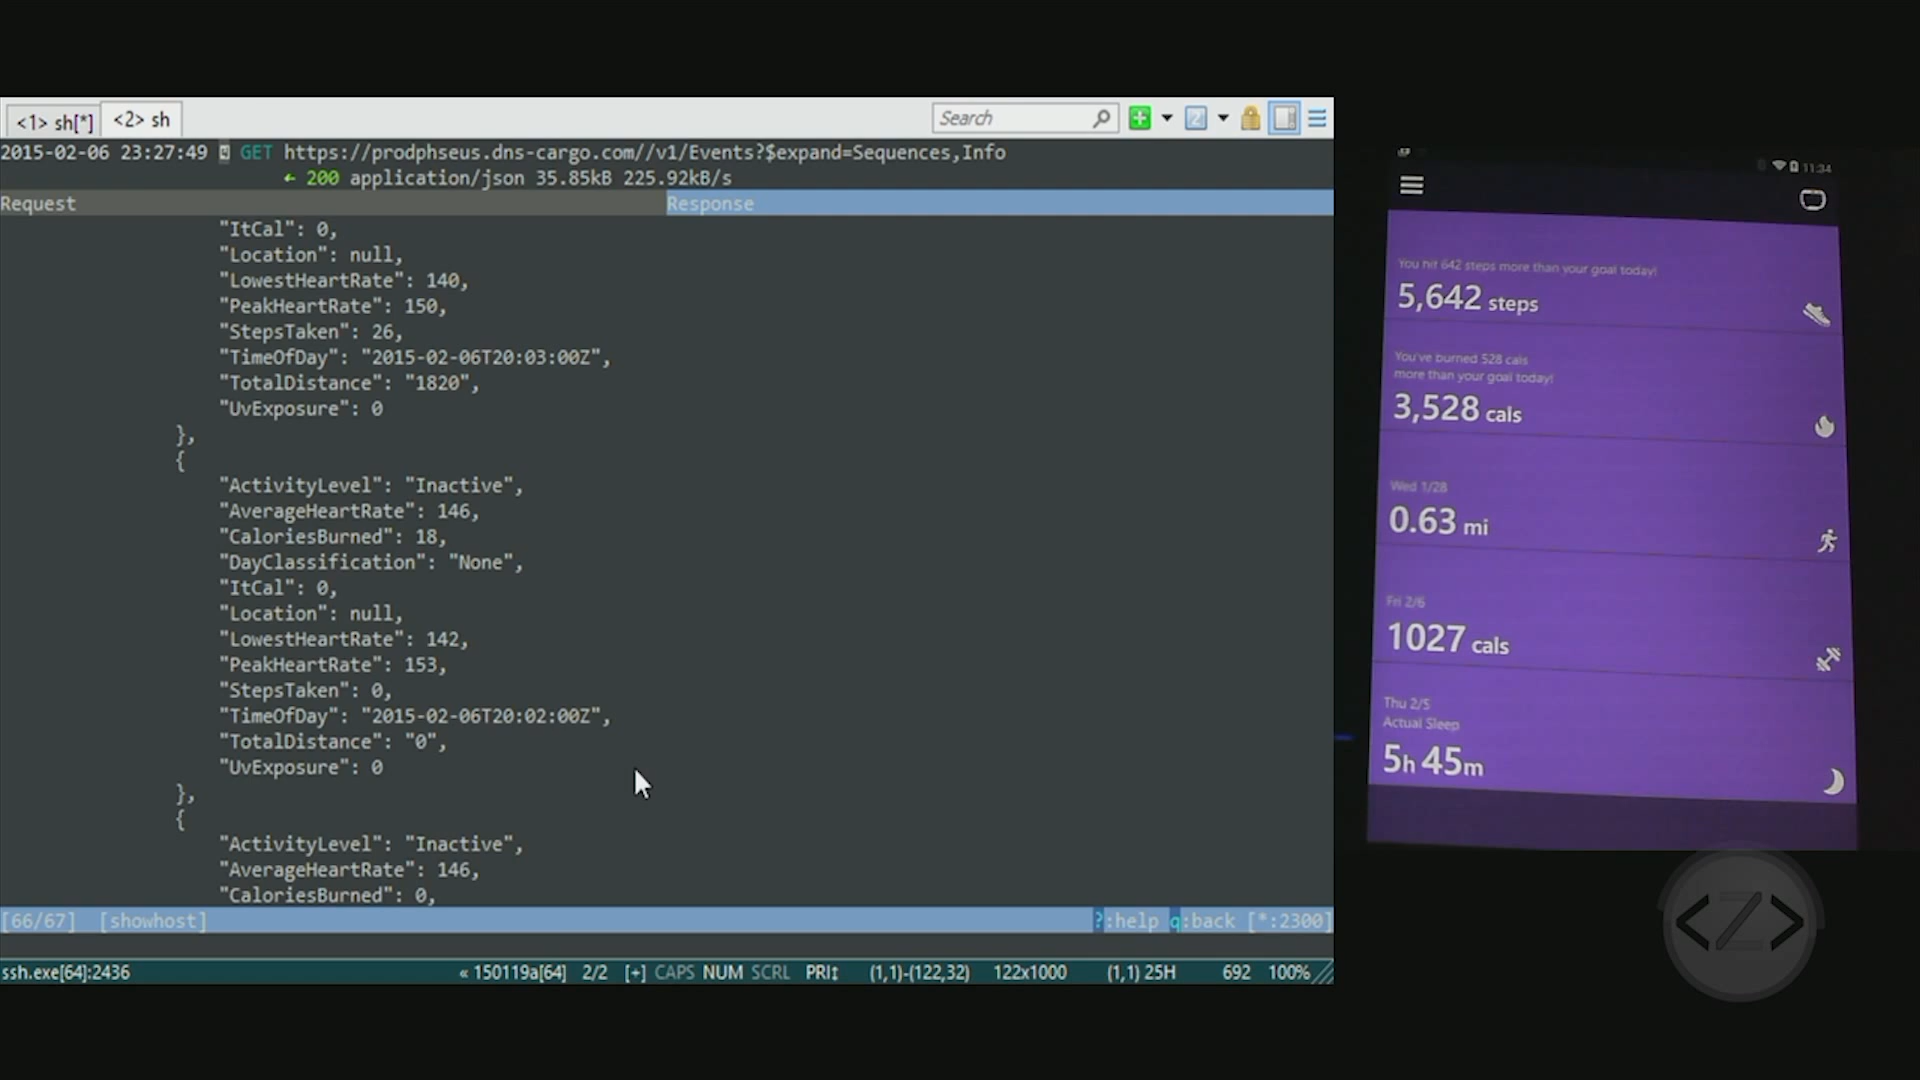 <1> sh[*]
<2> sh
Search
2015-02-06 23:27:49 GET https://prodphseus.dns-cargo.com//v1/Events?$expand=Sequences,Info
← 200 application/json 35.85kB 225.92kB/s
Request
Response
"ItCal": 0,
"Location": null,
"LowestHeartRate": 140,
"PeakHeartRate": 150,
"StepsTaken": 26,
"TimeOfDay": "2015-02-06T20:03:00Z",
"TotalDistance": "1820",
"UvExposure": 0
},
{
"ActivityLevel": "Inactive",
"AverageHeartRate": 146,
"CaloriesBurned": 18,
"DayClassification": "None",
"ItCal": 0,
"Location": null,
"LowestHeartRate": 142,
"PeakHeartRate": 153,
"StepsTaken": 0,
"TimeOfDay": "2015-02-06T20:02:00Z",
"TotalDistance": "0",
"UvExposure": 0
},
{
"ActivityLevel": "Inactive",
"AverageHeartRate": 146,
"CaloriesBurned": 0,
[66/67] [showhost]
?:help q:back [*:2300]
ssh.exe[64]:2436
« 150119a[64] 2/2 [+] CAPS NUM SCRL PRI↕ (1,1)-(122,32) 122x1000 (1,1) 25H 692 100%
11:34
You hit 642 steps more than your goal today!
5,642 steps
You've burned 528 cals
more than your goal today!
3,528 cals
Wed 1/28
0.63 mi
Fri 2/6
1027 cals
Thu 2/5
Actual Sleep
5h 45m
<Z>